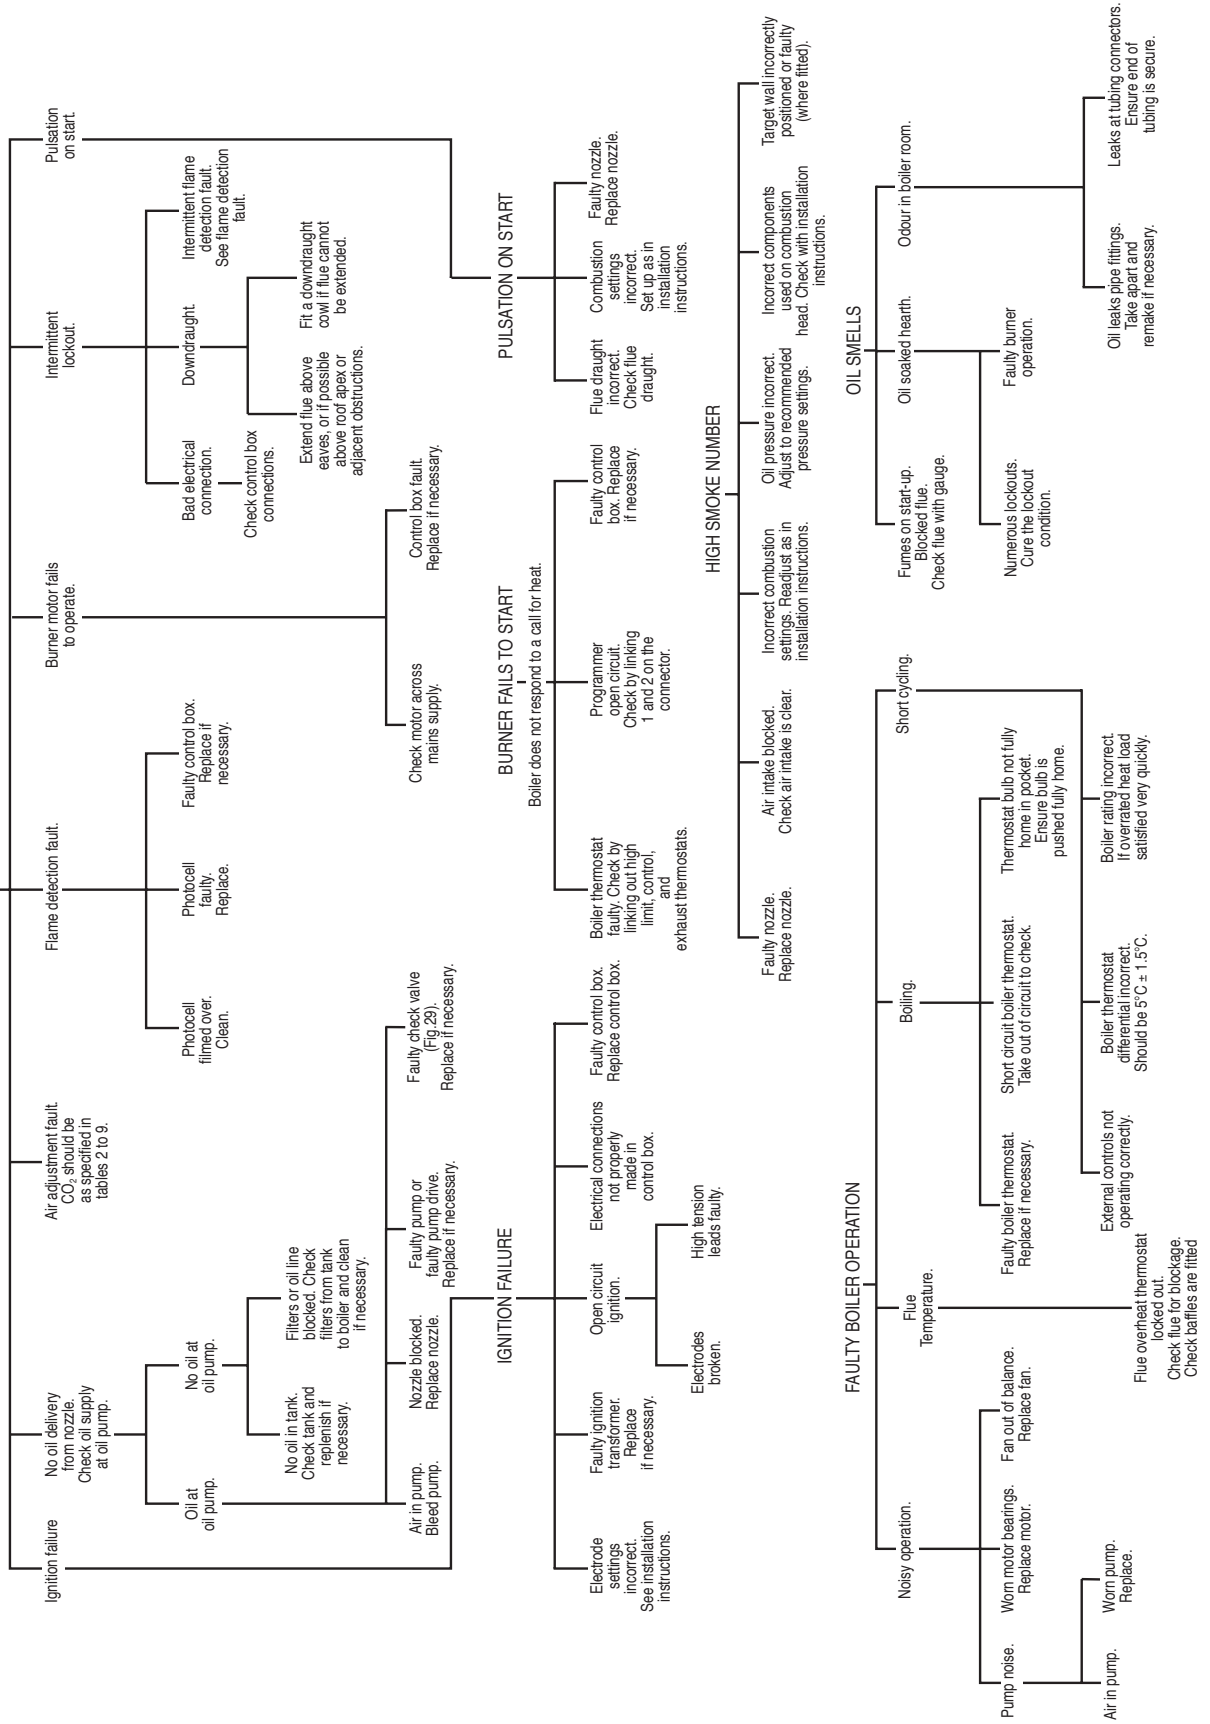 Ignition failure
No oil delivery
from nozzle.
Check oil supply
at oil pump.
Air adjustment fault.
CO₂ should be
as specified in
tables 2 to 9.
Flame detection fault.
Burner motor fails
to operate.
Intermittent
lockout.
Pulsation
on start.
Oil at
oil pump.
No oil at
oil pump.
Photocell
filmed over.
Clean.
Photocell
faulty.
Replace.
Faulty control box.
Replace if
necessary.
Bad electrical
connection.
Downdraught.
Intermittent flame
detection fault.
See flame detection
fault.
Check control box
connections.
No oil in tank.
Check tank and
replenish if
necessary.
Filters or oil line
blocked. Check
filters from tank
to boiler and clean
if necessary.
Extend flue above
eaves, or if possible
above roof apex or
adjacent obstructions.
Fit a downdraught
cowl if flue cannot
be extended.
Air in pump.
Bleed pump.
Nozzle blocked.
Replace nozzle.
Faulty pump or
faulty pump drive.
Replace if necessary.
Faulty check valve
(Fig.29).
Replace if necessary.
Check motor across
mains supply.
Control box fault.
Replace if necessary.
IGNITION FAILURE
Electrode
settings
incorrect.
See installation
instructions.
Faulty ignition
transformer.
Replace
if necessary.
Open circuit
ignition.
Electrical connections
not properly
made in
control box.
Faulty control box.
Replace control box.
Electrodes
broken.
High tension
leads faulty.
BURNER FAILS TO START
Boiler does not respond to a call for heat.
Boiler thermostat
faulty. Check by
linking out high
limit, control,
and
exhaust thermostats.
Programmer
open circuit.
Check by linking
1 and 2 on the
connector.
Faulty control
box. Replace
if necessary.
PULSATION ON START
Flue draught
incorrect.
Check flue
draught.
Combustion
settings
incorrect.
Set up as in
installation
instructions.
Faulty nozzle.
Replace nozzle.
HIGH SMOKE NUMBER
Faulty nozzle.
Replace nozzle.
Air intake blocked.
Check air intake is clear.
Incorrect combustion
settings. Readjust as in
installation instructions.
Oil pressure incorrect.
Adjust to recommended
pressure settings.
Incorrect components
used on combustion
head. Check with installation
instructions.
Target wall incorrectly
positioned or faulty
(where fitted).
FAULTY BOILER OPERATION
Noisy operation.
Flue
Temperature.
Boiling.
Short cycling.
Pump noise.
Worn motor bearings.
Replace motor.
Fan out of balance.
Replace fan.
Faulty boiler thermostat.
Replace if necessary.
Short circuit boiler thermostat.
Take out of circuit to check.
Thermostat bulb not fully
home in pocket.
Ensure bulb is
pushed fully home.
Air in pump.
Worn pump.
Replace.
Flue overheat thermostat
locked out.
Check flue for blockage.
Check baffles are fitted
External controls not
operating correctly.
Boiler thermostat
differential incorrect.
Should be 5°C ± 1.5°C.
Boiler rating incorrect.
If overrated heat load
satisfied very quickly.
OIL SMELLS
Fumes on start-up.
Blocked flue.
Check flue with gauge.
Oil soaked hearth.
Odour in boiler room.
Numerous lockouts.
Cure the lockout
condition.
Faulty burner
operation.
Oil leaks pipe fittings.
Take apart and
remake if necessary.
Leaks at tubing connectors.
Ensure end of
tubing is secure.